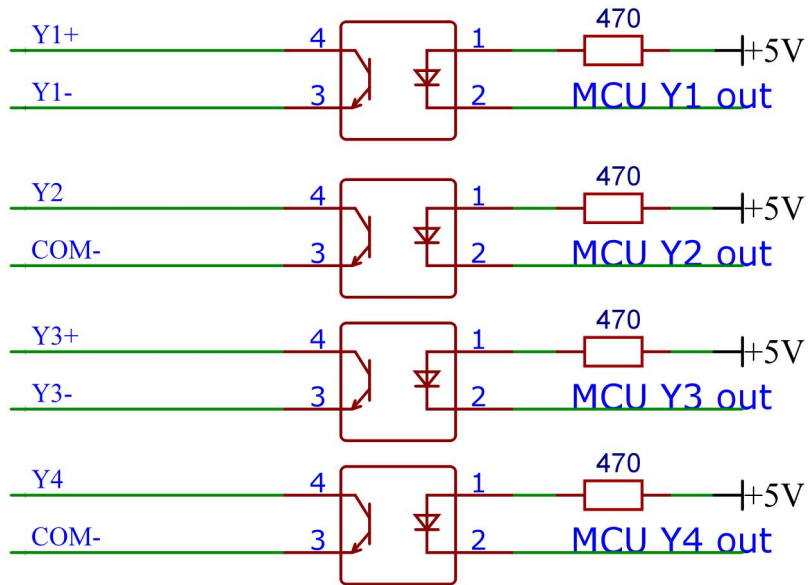 470
Y1+ 4 1 +5V
Y1- 3 2 MCU Y1 out
470
Y2 4 1 +5V
COM- 3 2 MCU Y2 out
470
Y3+ 4 1 +5V
Y3- 3 2 MCU Y3 out
470
Y4 4 1 +5V
COM- 3 2 MCU Y4 out